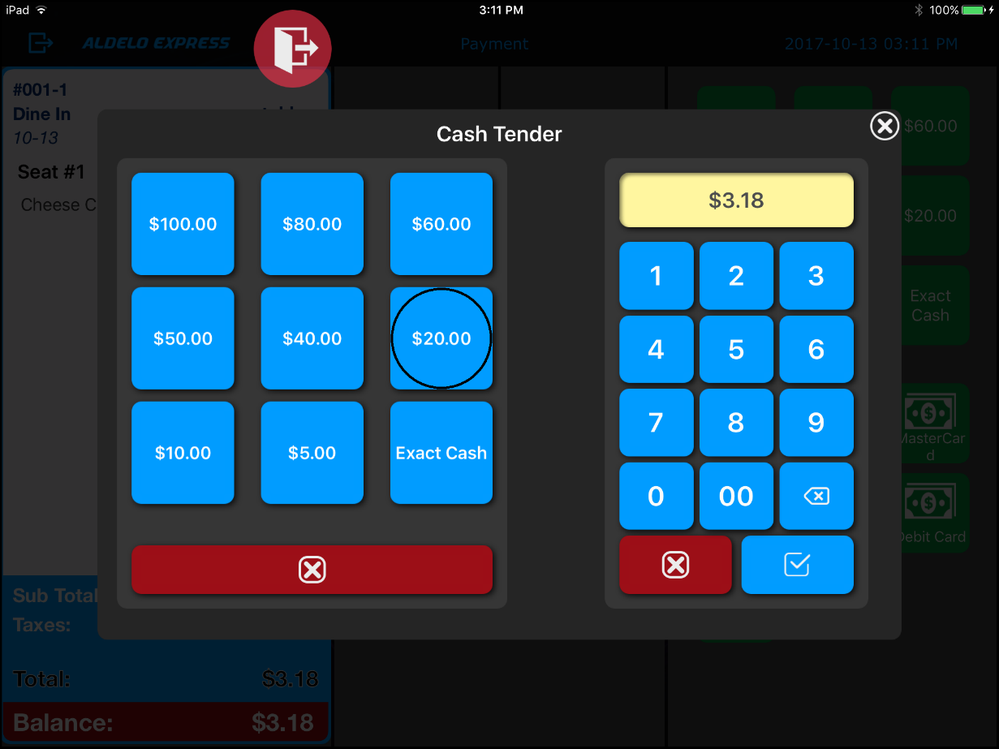 iPad
3:11 PM
100%
ALDELO EXPRESS
Payment
2017-10-13 03:11 PM
#001-1
Dine In
10-13
Seat #1
Cheese C
Cash Tender
$100.00
$80.00
$60.00
$50.00
$40.00
$20.00
$10.00
$5.00
Exact Cash
$3.18
1 2 3
4 5 6
7 8 9
0 00
$60.00
$20.00
Exact
Cash
MasterCar
d
Debit Card
Sub Total
Taxes:
Total: $3.18
Balance: $3.18